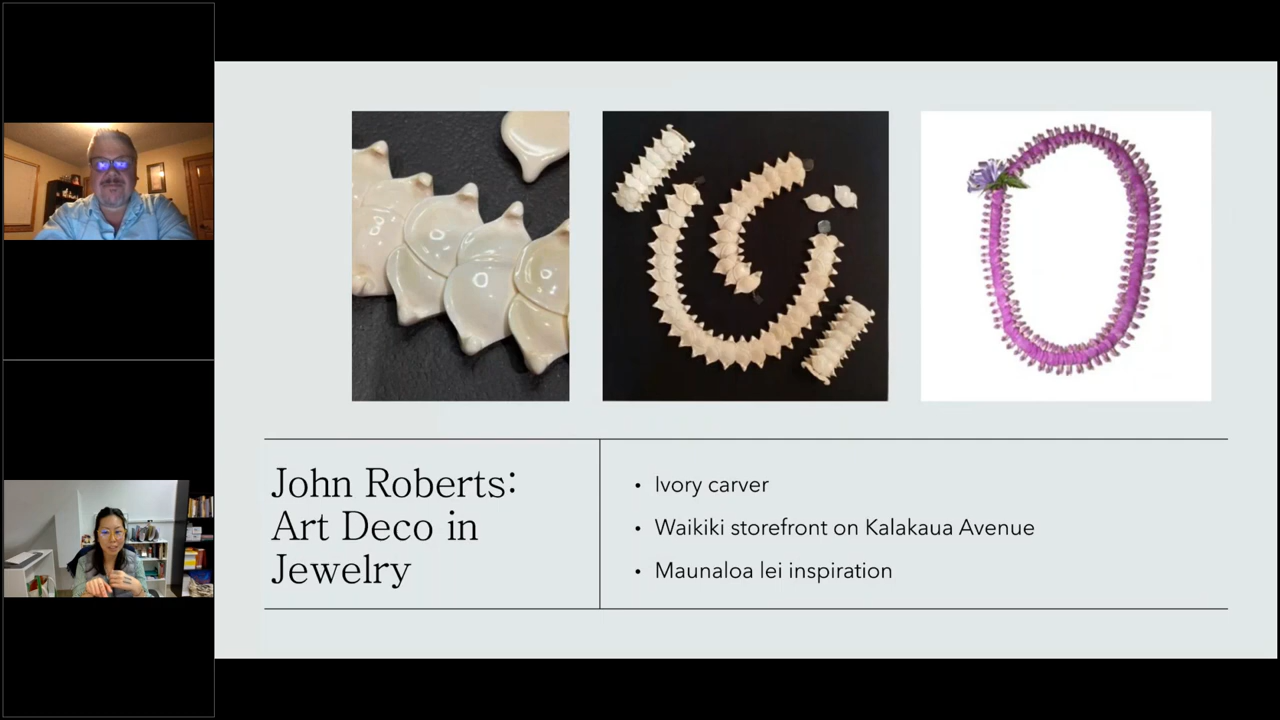 John Roberts:
Art Deco in
Jewelry
• Ivory carver
• Waikiki storefront on Kalakaua Avenue
• Maunaloa lei inspiration